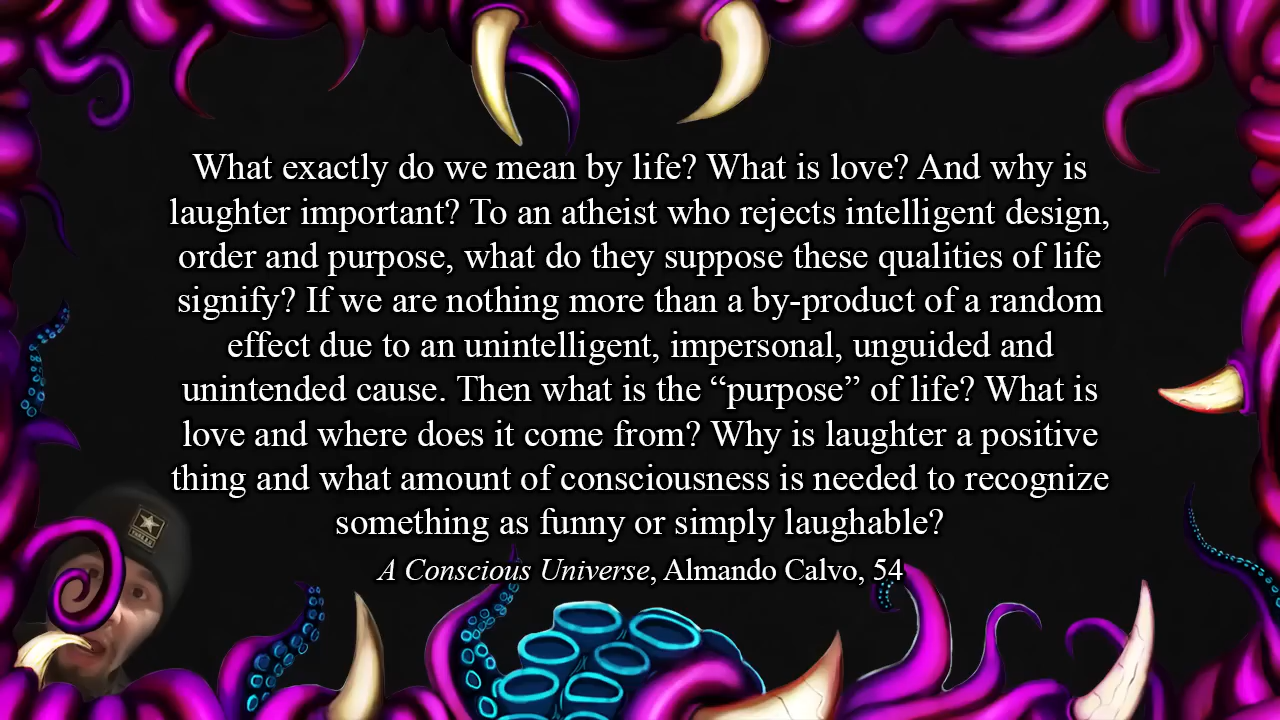 What exactly do we mean by life? What is love? And why is
laughter important? To an atheist who rejects intelligent design,
order and purpose, what do they suppose these qualities of life
signify? If we are nothing more than a by-product of a random
effect due to an unintelligent, impersonal, unguided and
unintended cause. Then what is the “purpose” of life? What is
love and where does it come from? Why is laughter a positive
thing and what amount of consciousness is needed to recognize
something as funny or simply laughable?
A Conscious Universe, Almando Calvo, 54